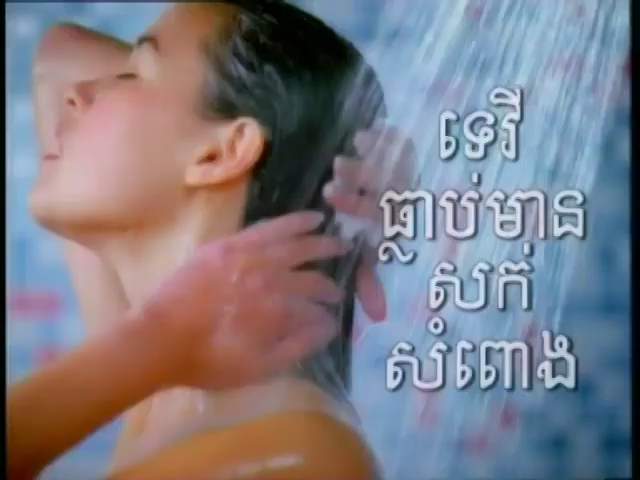 ទេវី
ធ្លាប់មាន
សក់
សំពោង